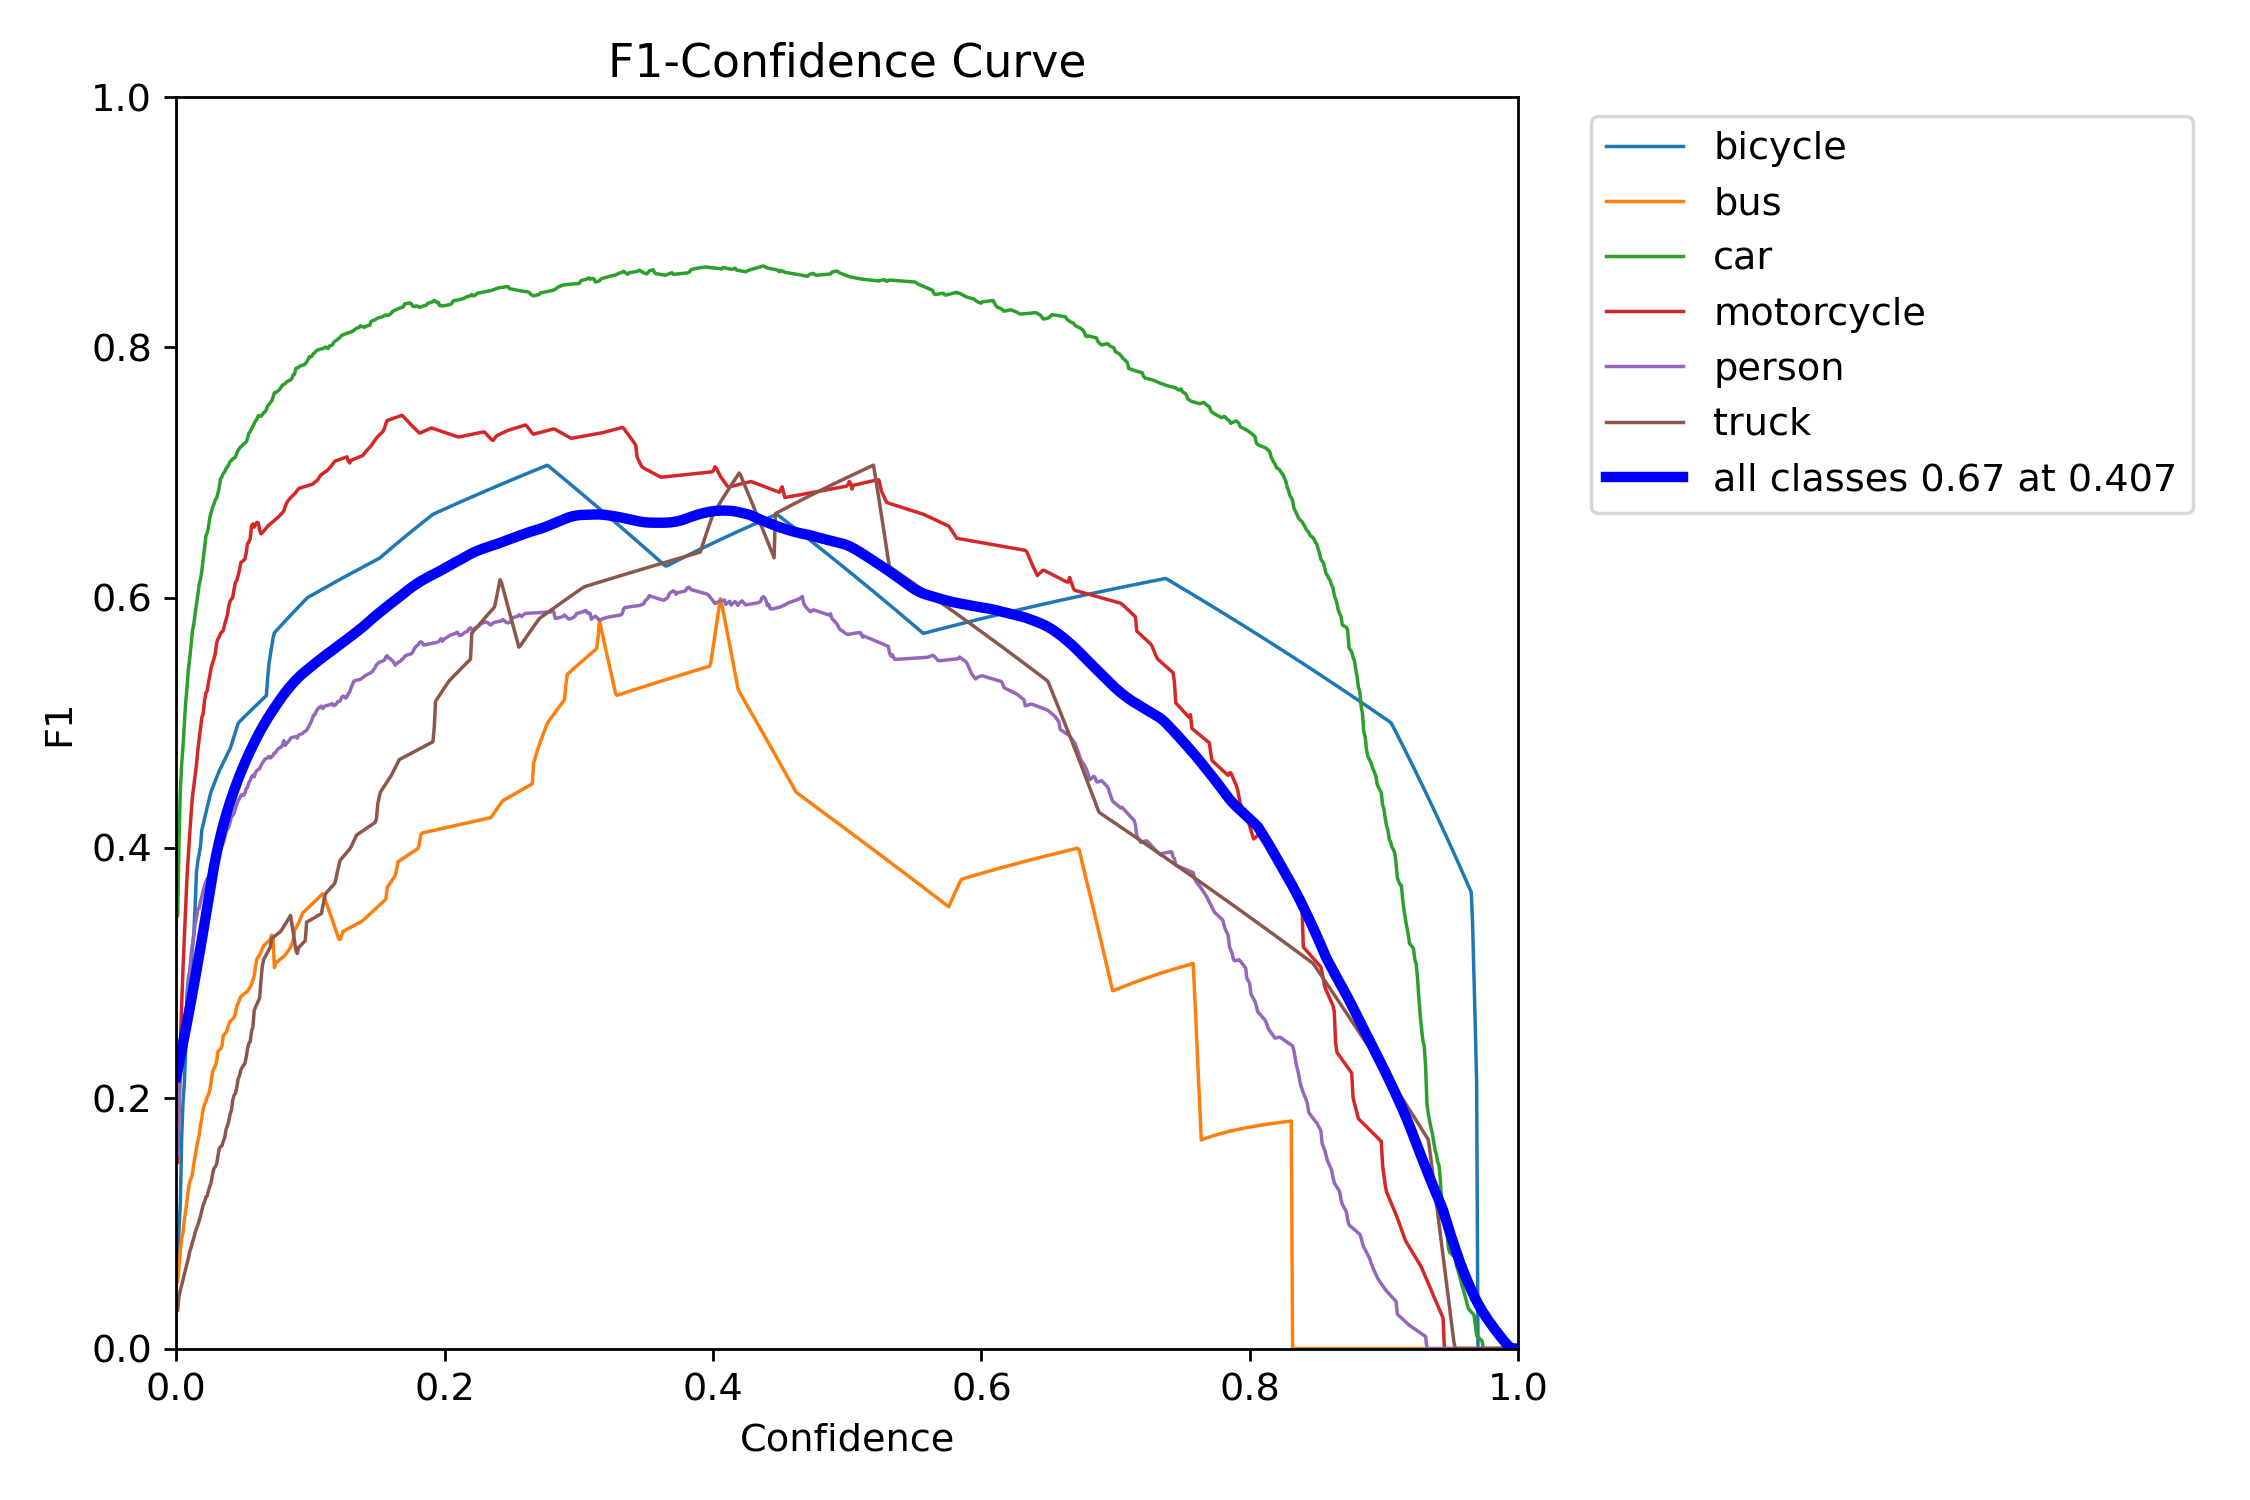 F1-Confidence Curve
1.0
0.8
0.6
0.4
0.2
0.0
F1
0.0 0.2 0.4 0.6 0.8 1.0
Confidence
bicycle
bus
car
motorcycle
person
truck
all classes 0.67 at 0.407